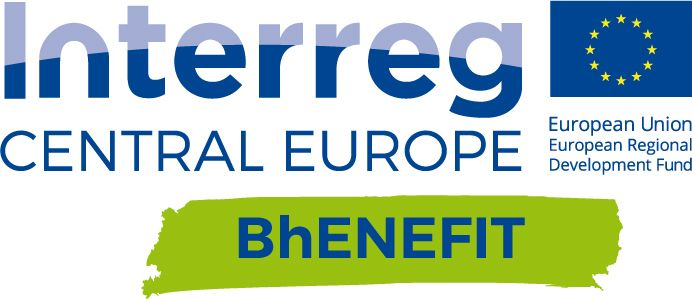 Interreg
CENTRAL EUROPE
European Union
European Regional
Development Fund
BhENEFIT